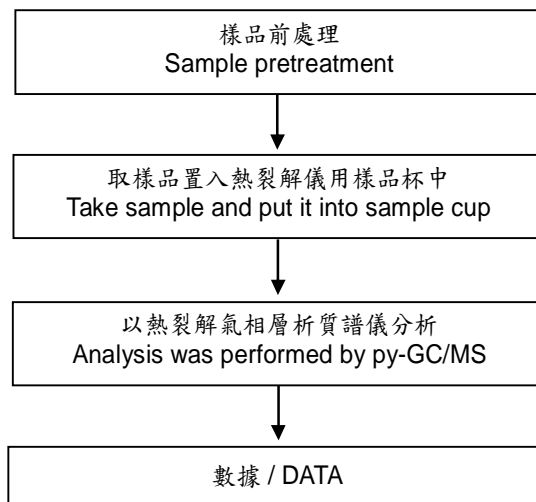 樣品前處理
Sample pretreatment
取樣品置入熱裂解儀用樣品杯中
Take sample and put it into sample cup
以熱裂解氣相層析質譜儀分析
Analysis was performed by py-GC/MS
數據 / DATA